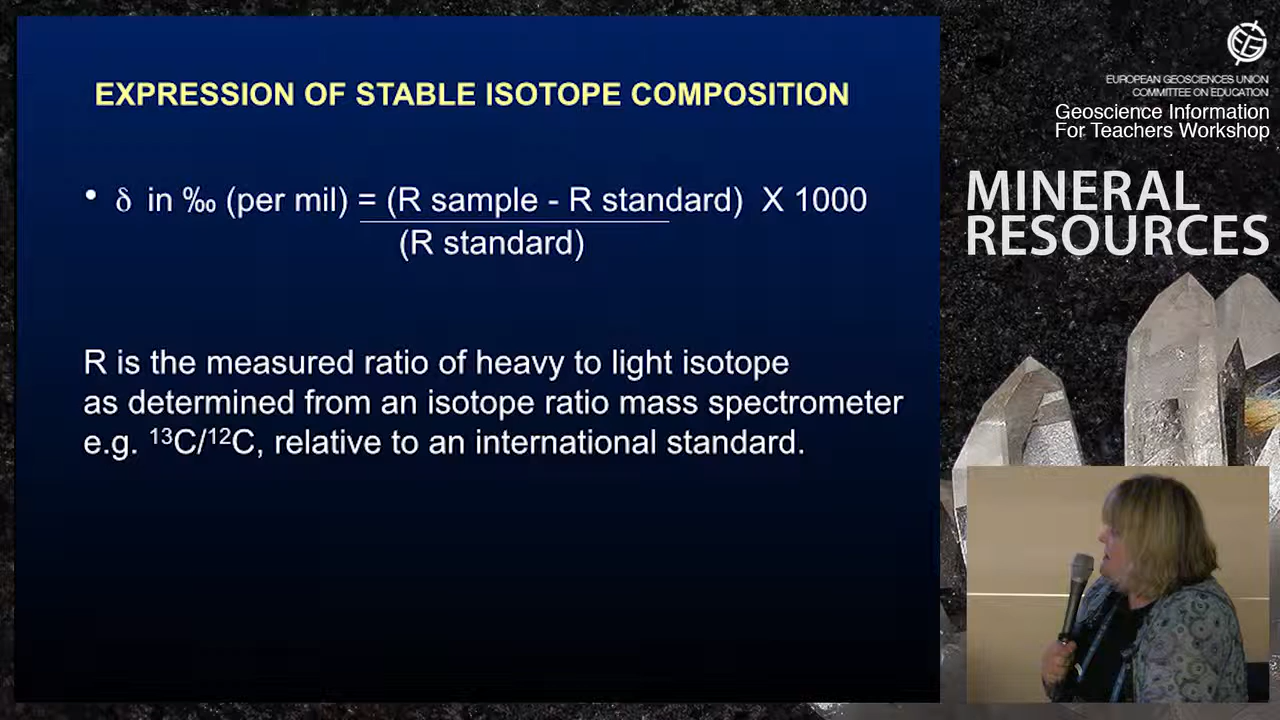 EXPRESSION OF STABLE ISOTOPE COMPOSITION
• δ in ‰ (per mil) = (R sample - R standard) X 1000
(R standard)
R is the measured ratio of heavy to light isotope
as determined from an isotope ratio mass spectrometer
e.g. ¹³C/¹²C, relative to an international standard.
EUROPEAN GEOSCIENCES UNION
COMMITTEE ON EDUCATION
Geoscience Information
For Teachers Workshop
MINERAL
RESOURCES